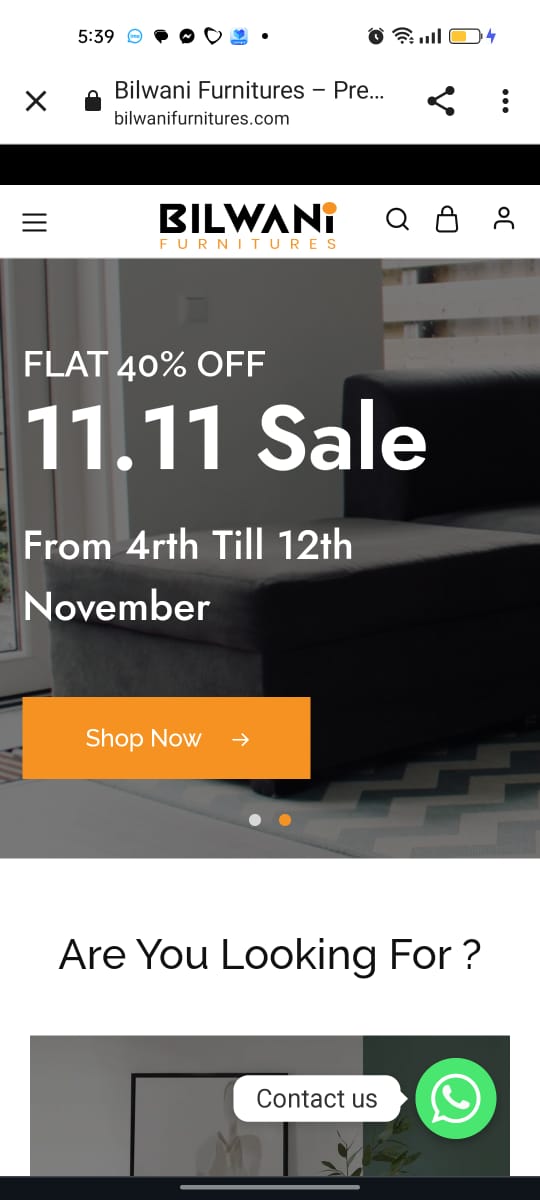 5:39
Bilwani Furnitures – Pre...
bilwanifurnitures.com
BILWANi
FURNITURES
FLAT 40% OFF
11.11 Sale
From 4rth Till 12th
November
Shop Now →
Are You Looking For ?
Contact us